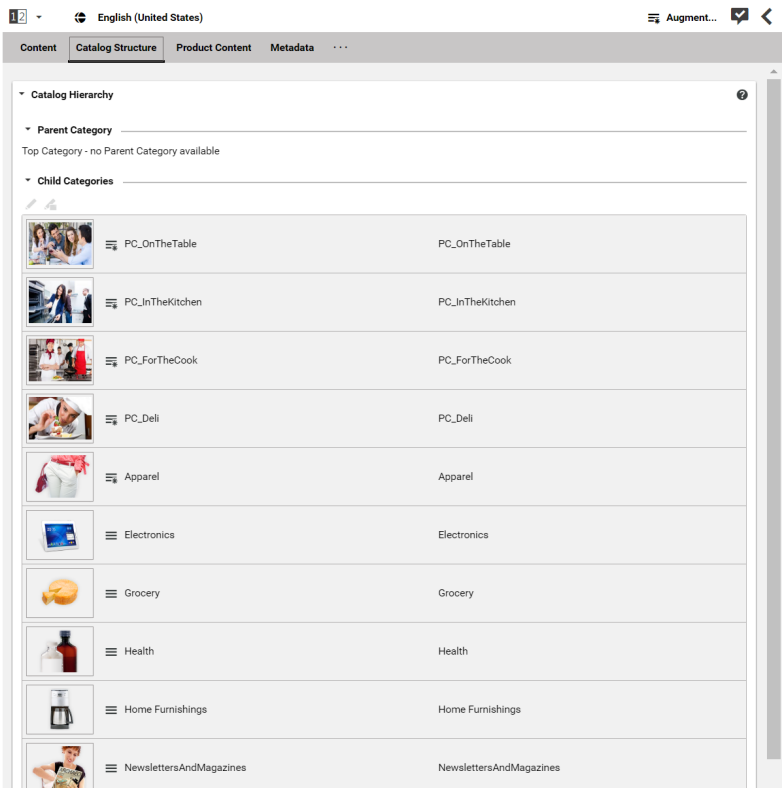 12 English (United States) Augment...
Content Catalog Structure Product Content Metadata ...
Catalog Hierarchy
Parent Category
Top Category - no Parent Category available
Child Categories
PC_OnTheTable PC_OnTheTable
PC_InTheKitchen PC_InTheKitchen
PC_ForTheCook PC_ForTheCook
PC_Deli PC_Deli
Apparel Apparel
Electronics Electronics
Grocery Grocery
Health Health
Home Furnishings Home Furnishings
NewslettersAndMagazines NewslettersAndMagazines